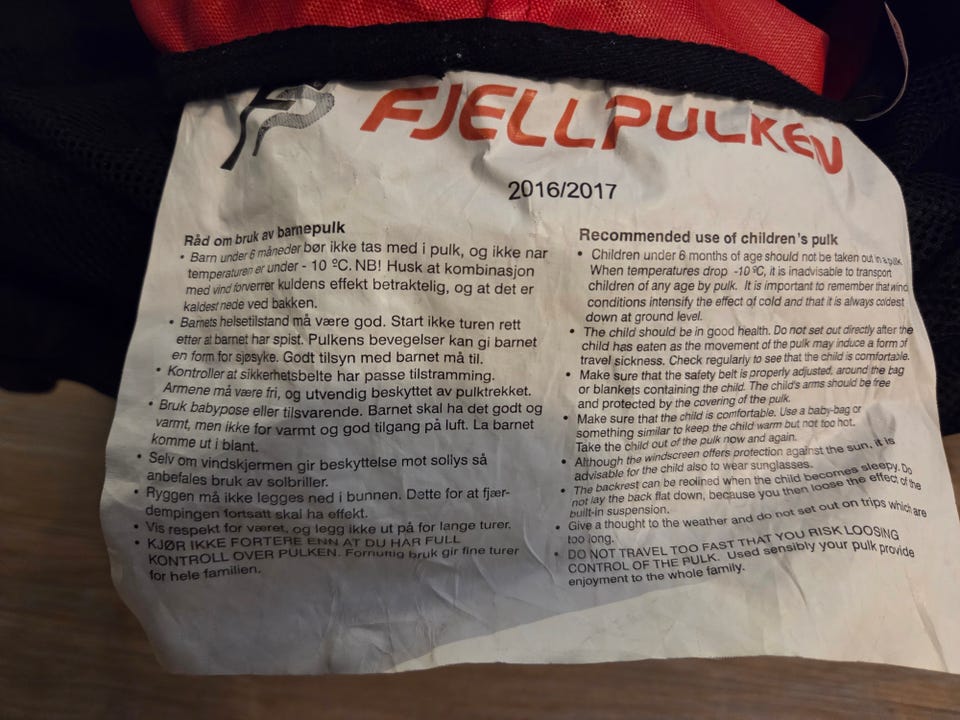 FJELLPULKEN
2016/2017
Råd om bruk av barnepulk
• Barn under 6 måneder bør ikke tas med i pulk, og ikke nar
temperaturen er under - 10 ºC. NB! Husk at kombinasjon
med vind forverrer kuldens effekt betraktelig, og at det er
kaldest nede ved bakken.
• Barnets helsetilstand må være god. Start ikke turen rett
etter at barnet har spist. Pulkens bevegelser kan gi barnet
en form for sjøsyke. Godt tilsyn med barnet må til.
• Kontroller at sikkerhetsbelte har passe tilstramming.
Armene må være fri, og utvendig beskyttet av pulktrekket.
• Bruk babypose eller tilsvarende. Barnet skal ha det godt og
varmt, men ikke for varmt og god tilgang på luft. La barnet
komme ut i blant.
• Selv om vindskjermen gir beskyttelse mot sollys så
anbefales bruk av solbriller.
• Ryggen må ikke legges ned i bunnen. Dette for at fjær-
dempingen fortsatt skal ha effekt.
• Vis respekt for været, og legg ikke ut på for lange turer.
• KJØR IKKE FORTERE ENN AT DU HAR FULL
KONTROLL OVER PULKEN. Fornuftig bruk gir fine turer
for hele familien.
Recommended use of children's pulk
• Children under 6 months of age should not be taken out in a pulk.
When temperatures drop -10 ºC, it is inadvisable to transport
children of any age by pulk. It is important to remember that wind
conditions intensify the effect of cold and that it is always coldest
down at ground level.
• The child should be in good health. Do not set out directly after the
child has eaten as the movement of the pulk may induce a form of
travel sickness. Check regularly to see that the child is comfortable.
• Make sure that the safety belt is properly adjusted, around the bag
or blankets containing the child. The child's arms should be free
and protected by the covering of the pulk.
• Make sure that the child is comfortable. Use a baby-bag or
something similar to keep the child warm but not too hot.
Take the child out of the pulk now and again.
• Although the windscreen offers protection against the sun, it is
advisable for the child also to wear sunglasses.
• The backrest can be reclined when the child becomes sleepy. Do
not lay the back flat down, because you then loose the effect of the
built-in suspension.
• Give a thought to the weather and do not set out on trips which are
too long.
• DO NOT TRAVEL TOO FAST THAT YOU RISK LOOSING
CONTROL OF THE PULK. Used sensibly your pulk provide
enjoyment to the whole family.